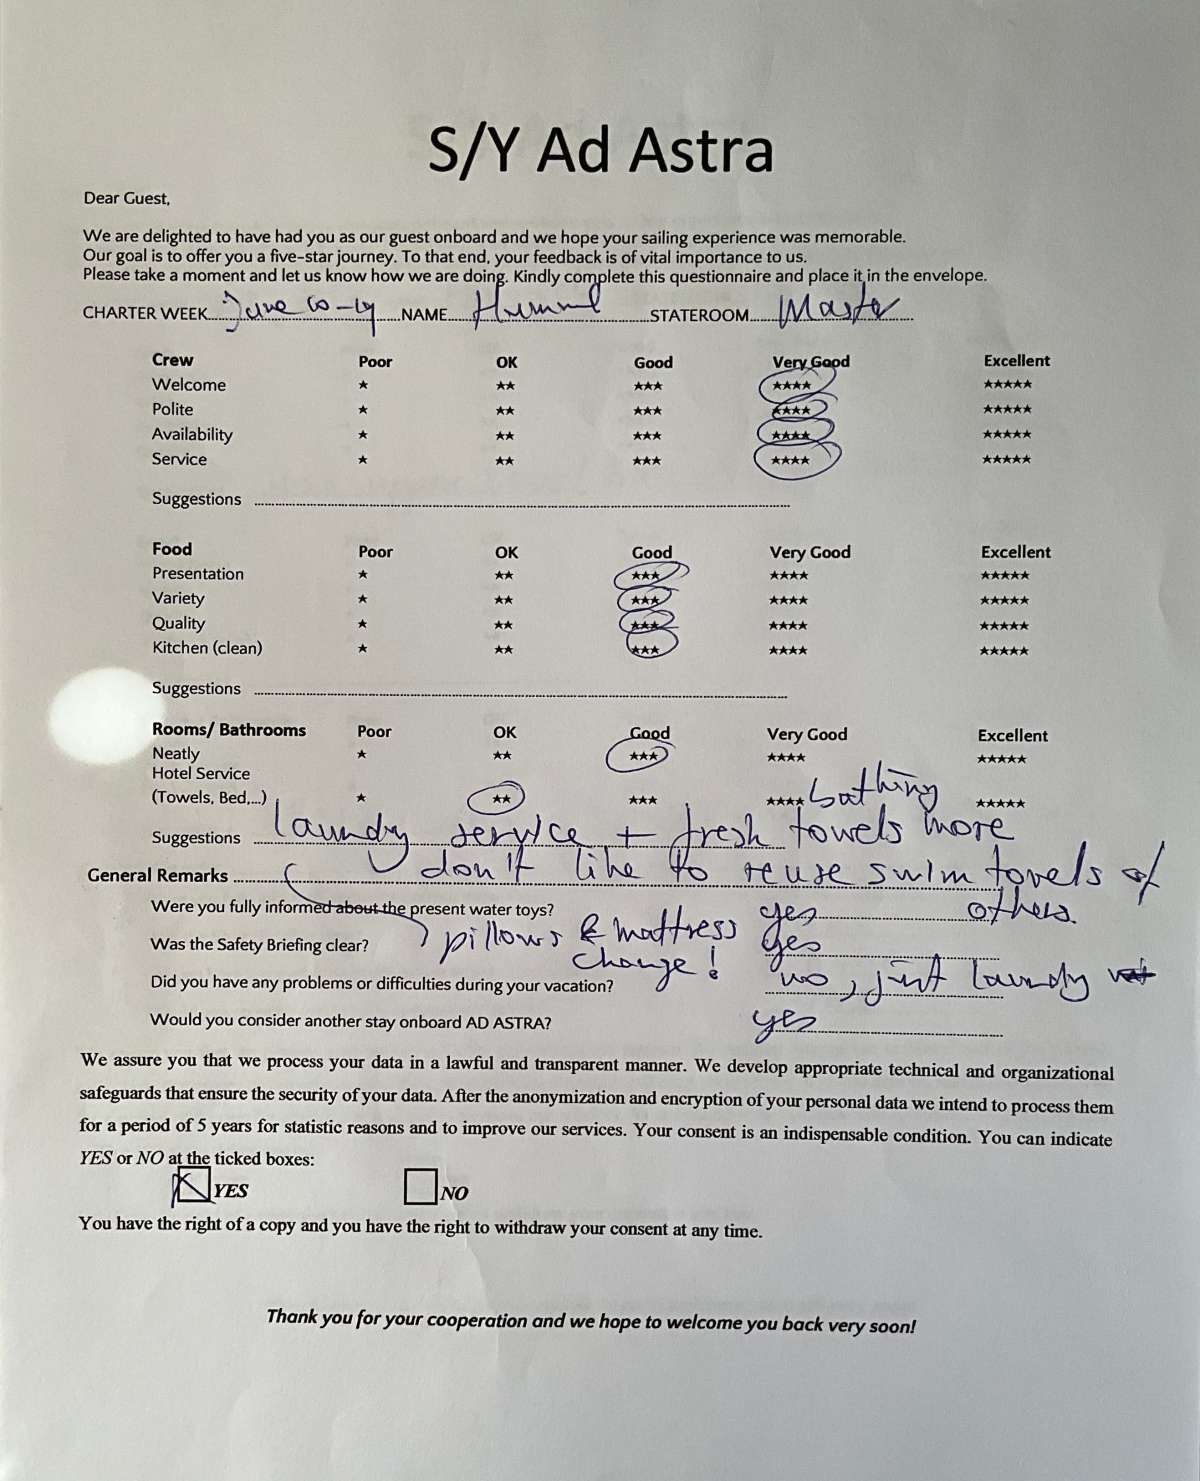 S/Y Ad Astra
Dear Guest,
We are delighted to have had you as our guest onboard and we hope your sailing experience was memorable.
Our goal is to offer you a five-star journey. To that end, your feedback is of vital importance to us.
Please take a moment and let us know how we are doing. Kindly complete this questionnaire and place it in the envelope.
CHARTER WEEK June NAME STATEROOM Master
Crew Poor OK Good Very Good Excellent
Welcome ★ ★★ ★★★ ★★★★ ★★★★★
Polite ★ ★★ ★★★ ★★★★ ★★★★★
Availability ★ ★★ ★★★ ★★★★ ★★★★★
Service ★ ★★ ★★★ ★★★★ ★★★★★
Suggestions
Food Poor OK Good Very Good Excellent
Presentation ★ ★★ ★★★ ★★★★ ★★★★★
Variety ★ ★★ ★★★ ★★★★ ★★★★★
Quality ★ ★★ ★★★ ★★★★ ★★★★★
Kitchen (clean) ★ ★★ ★★★ ★★★★ ★★★★★
Suggestions
Rooms/ Bathrooms Poor OK Good Very Good Excellent
Neatly ★ ★★ ★★★ ★★★★ ★★★★★
Hotel Service
(Towels, Bed,...) ★ ★★ ★★★ ★★★★ bathing ★★★★★
Suggestions laundry service + fresh towels more
General Remarks don't like to reuse swim towels of
Were you fully informed about the present water toys? yes others.
Was the Safety Briefing clear? pillows & mattress yes
change!
Did you have any problems or difficulties during your vacation? no, just laundry
Would you consider another stay onboard AD ASTRA? yes
We assure you that we process your data in a lawful and transparent manner. We develop appropriate technical and organizational
safeguards that ensure the security of your data. After the anonymization and encryption of your personal data we intend to process them
for a period of 5 years for statistic reasons and to improve our services. Your consent is an indispensable condition. You can indicate
YES or NO at the ticked boxes:
YES NO
You have the right of a copy and you have the right to withdraw your consent at any time.
Thank you for your cooperation and we hope to welcome you back very soon!